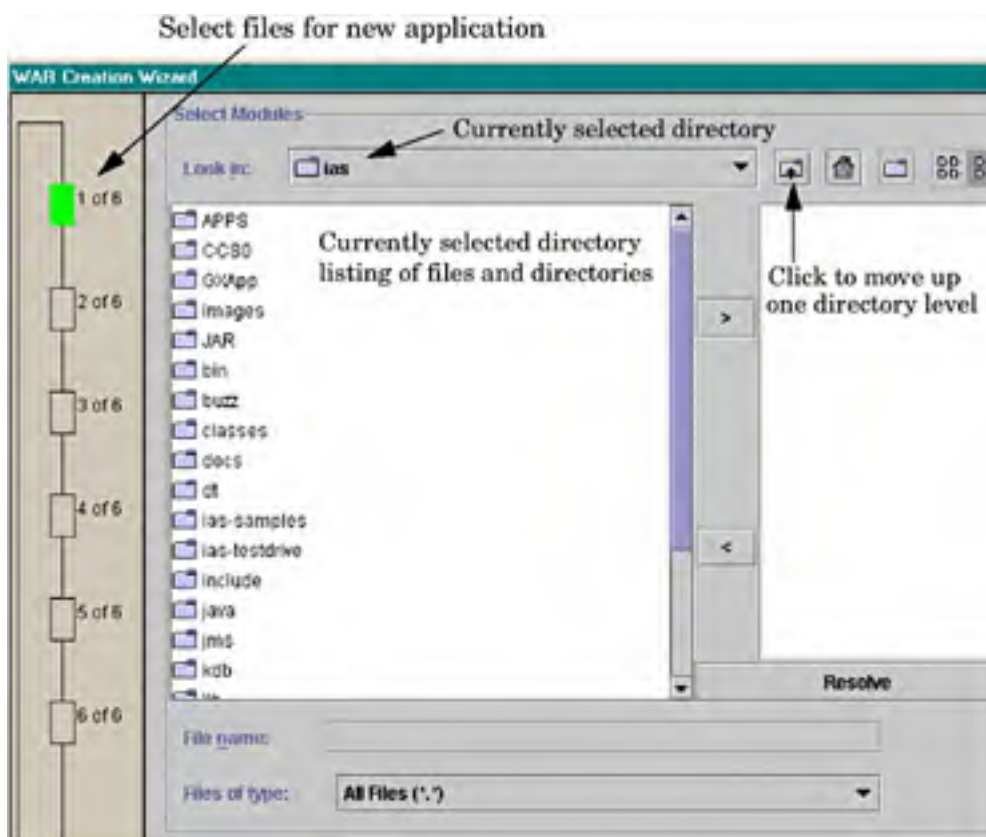 Select files for new application
WAR Creation Wizard
Select Modules
Currently selected directory
Look in: ias
1 of 6
2 of 6
3 of 6
4 of 6
5 of 6
6 of 6
APPS
CCS0
GXApp
images
JAR
bin
buzz
classes
docs
dt
ias-samples
ias-testdrive
include
java
jms
kdb
Currently selected directory
listing of files and directories
>
<
Click to move up
one directory level
Resolve
File name:
Files of type: All Files (*.*)